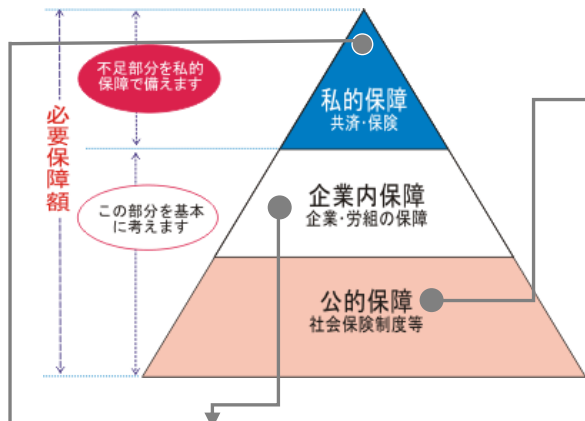 不足部分を私的
保障で備えます
必要保障額
この部分を基本
に考えます
私的保障
共済・保険
企業内保障
企業・労組の保障
公的保障
社会保険制度等